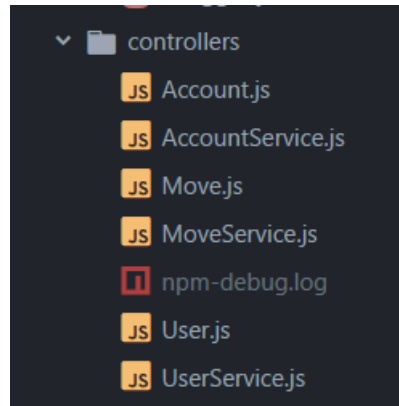 controllers
JS Account.js
JS AccountService.js
JS Move.js
JS MoveService.js
npm-debug.log
JS User.js
JS UserService.js